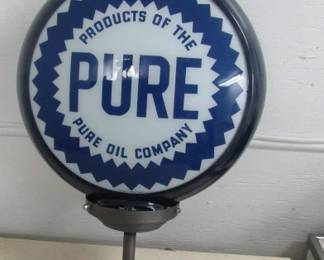 PRODUCTS OF THE
PURE
PURE OIL COMPANY